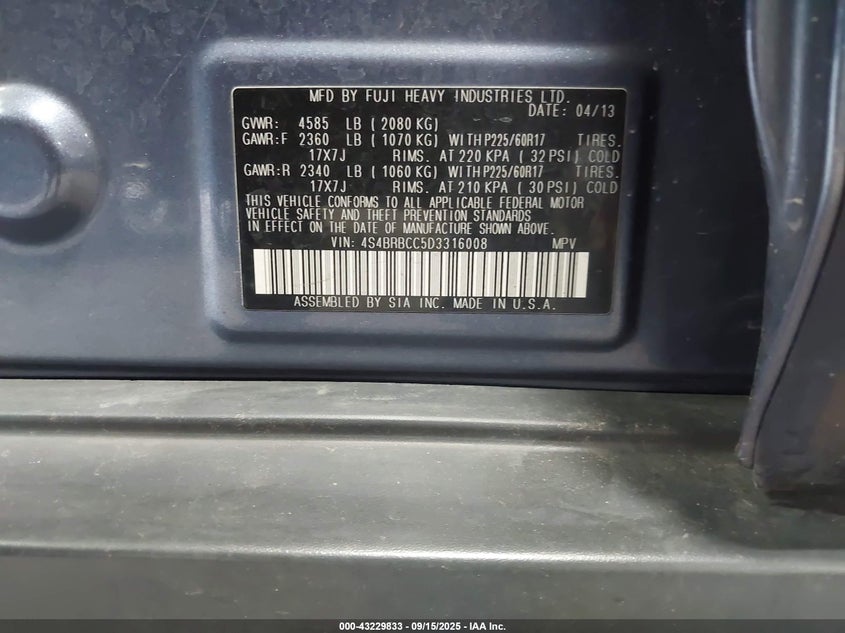 MFD BY FUJI HEAVY INDUSTRIES LTD.
DATE: 04/13
GVWR: 4585 LB ( 2080 KG)
GAWR: F 2360 LB ( 1070 KG) WITH P225/60R17 TIRES.
17X7J RIMS. AT 220 KPA ( 32 PSI) COLD
GAWR: R 2340 LB ( 1060 KG) WITH P225/60R17 TIRES.
17X7J RIMS. AT 210 KPA ( 30 PSI) COLD
THIS VEHICLE CONFORMS TO ALL APPLICABLE FEDERAL MOTOR
VEHICLE SAFETY AND THEFT PREVENTION STANDARDS
IN EFFECT ON THE DATE OF MANUFACTURE SHOWN ABOVE.
VIN: 4S4BRBCC5D3316008 MPV
ASSEMBLED BY SIA INC. MADE IN U.S.A.
000-43229833 - 09/15/2025 - IAA Inc.